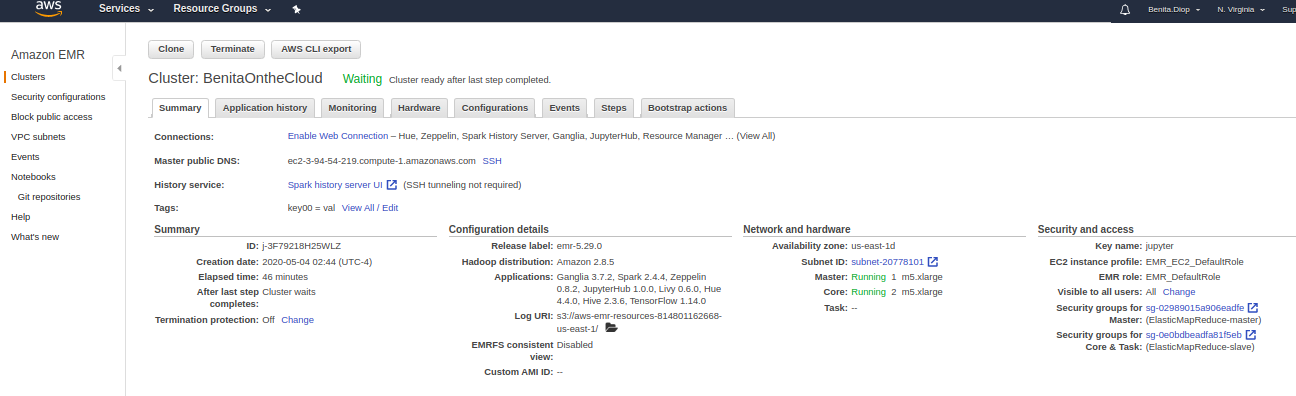 aws Services Resource Groups Benita.Diop N. Virginia
Amazon EMR
Clusters
Security configurations
Block public access
VPC subnets
Events
Notebooks
Git repositories
Help
What's new
Clone Terminate AWS CLI export
Cluster: BenitaOntheCloud Waiting Cluster ready after last step completed.
Summary Application history Monitoring Hardware Configurations Events Steps Bootstrap actions
Connections: Enable Web Connection – Hue, Zeppelin, Spark History Server, Ganglia, JupyterHub, Resource Manager … (View All)
Master public DNS: ec2-3-94-54-219.compute-1.amazonaws.com SSH
History service: Spark history server UI (SSH tunneling not required)
Tags: key00 = val View All / Edit
Summary
ID: j-3F79218H25WLZ
Creation date: 2020-05-04 02:44 (UTC-4)
Elapsed time: 46 minutes
After last step Cluster waits
completes:
Termination protection: Off Change
Configuration details
Release label: emr-5.29.0
Hadoop distribution: Amazon 2.8.5
Applications: Ganglia 3.7.2, Spark 2.4.4, Zeppelin
0.8.2, JupyterHub 1.0.0, Livy 0.6.0, Hue
4.4.0, Hive 2.3.6, TensorFlow 1.14.0
Log URI: s3://aws-emr-resources-814801162668-
us-east-1/
EMRFS consistent Disabled
view:
Custom AMI ID: --
Network and hardware
Availability zone: us-east-1d
Subnet ID: subnet-20778101
Master: Running 1 m5.xlarge
Core: Running 2 m5.xlarge
Task: --
Security and access
Key name: jupyter
EC2 instance profile: EMR_EC2_DefaultRole
EMR role: EMR_DefaultRole
Visible to all users: All Change
Security groups for sg-02989015a906eadfe
Master: (ElasticMapReduce-master)
Security groups for sg-0e0bdbeadfa81f5eb
Core & Task: (ElasticMapReduce-slave)